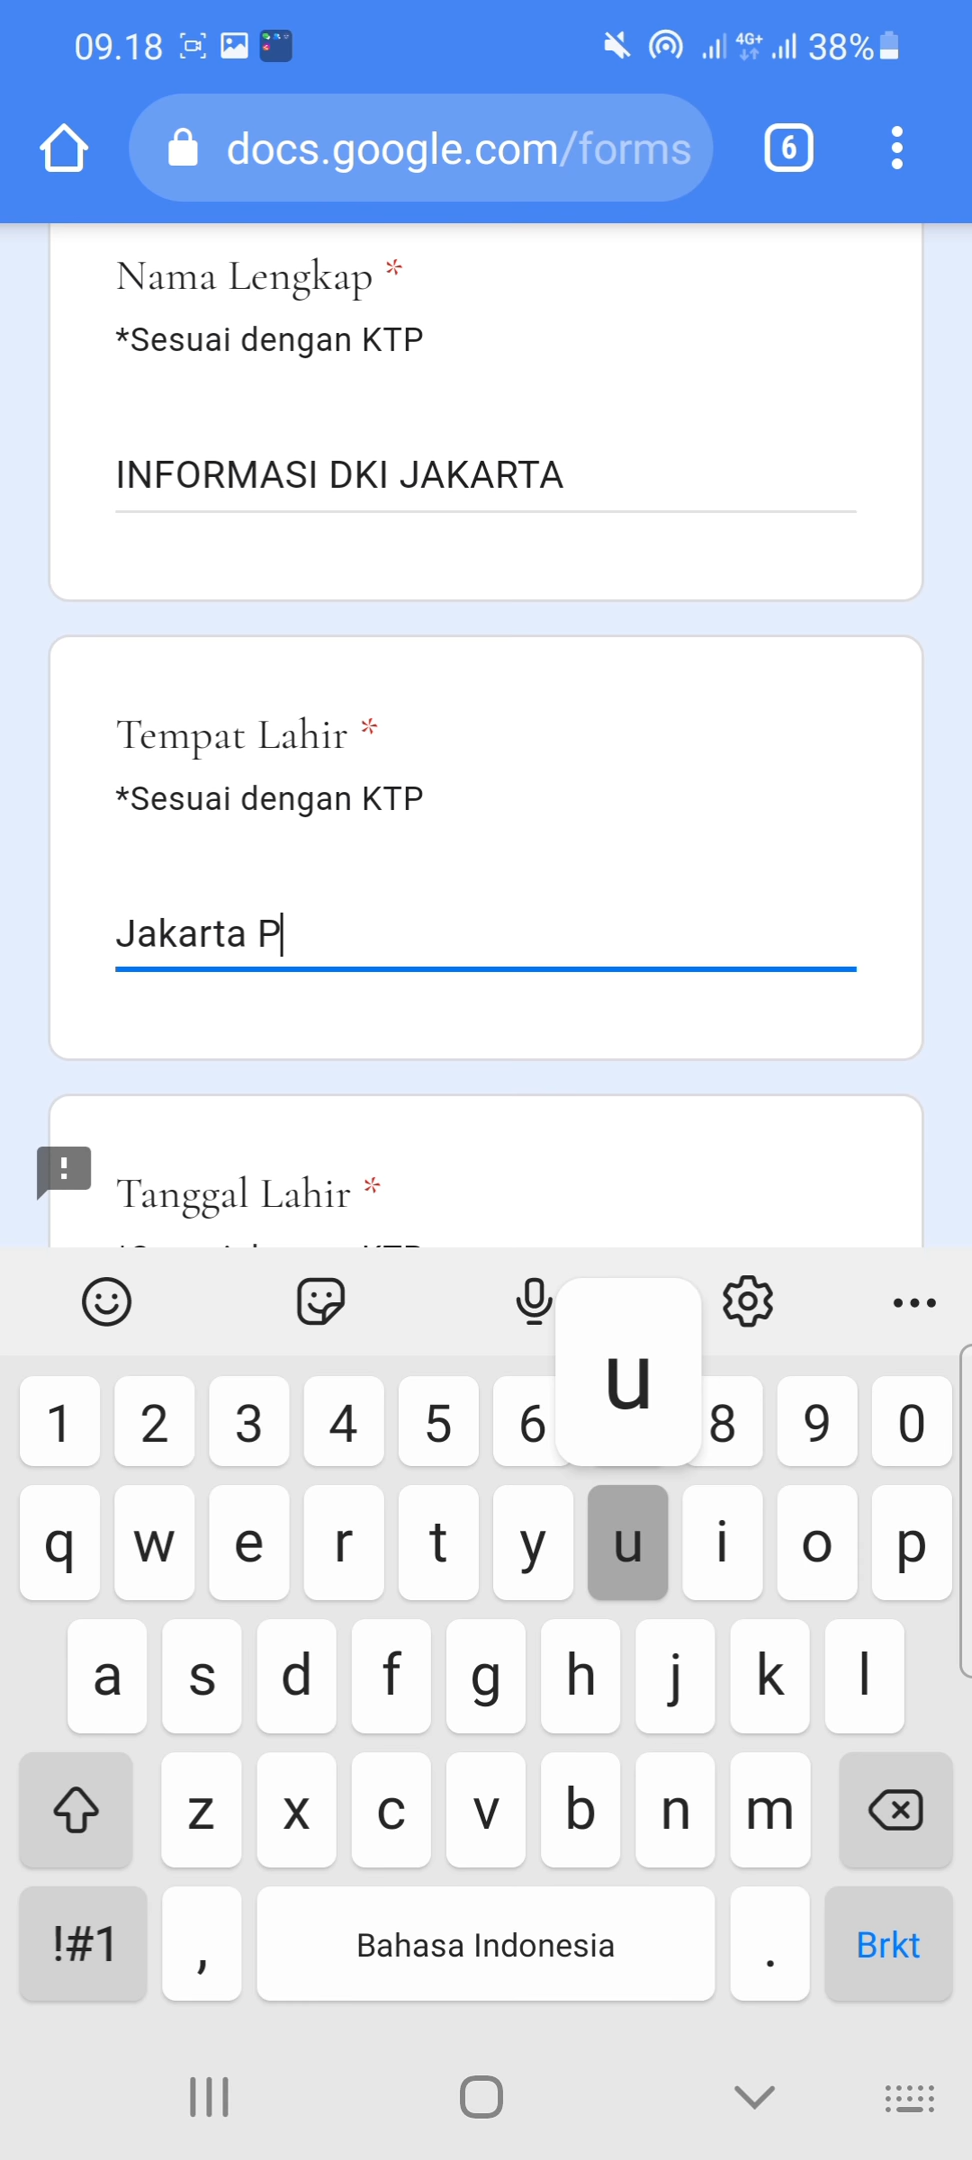 09.18 4G+ 38%
docs.google.com/forms 6
Nama Lengkap *
*Sesuai dengan KTP
INFORMASI DKI JAKARTA
Tempat Lahir *
*Sesuai dengan KTP
Jakarta P
!
Tanggal Lahir *
u
1 2 3 4 5 6 8 9 0
q w e r t y u i o p
a s d f g h j k l
z x c v b n m
!#1 , Bahasa Indonesia . Brkt